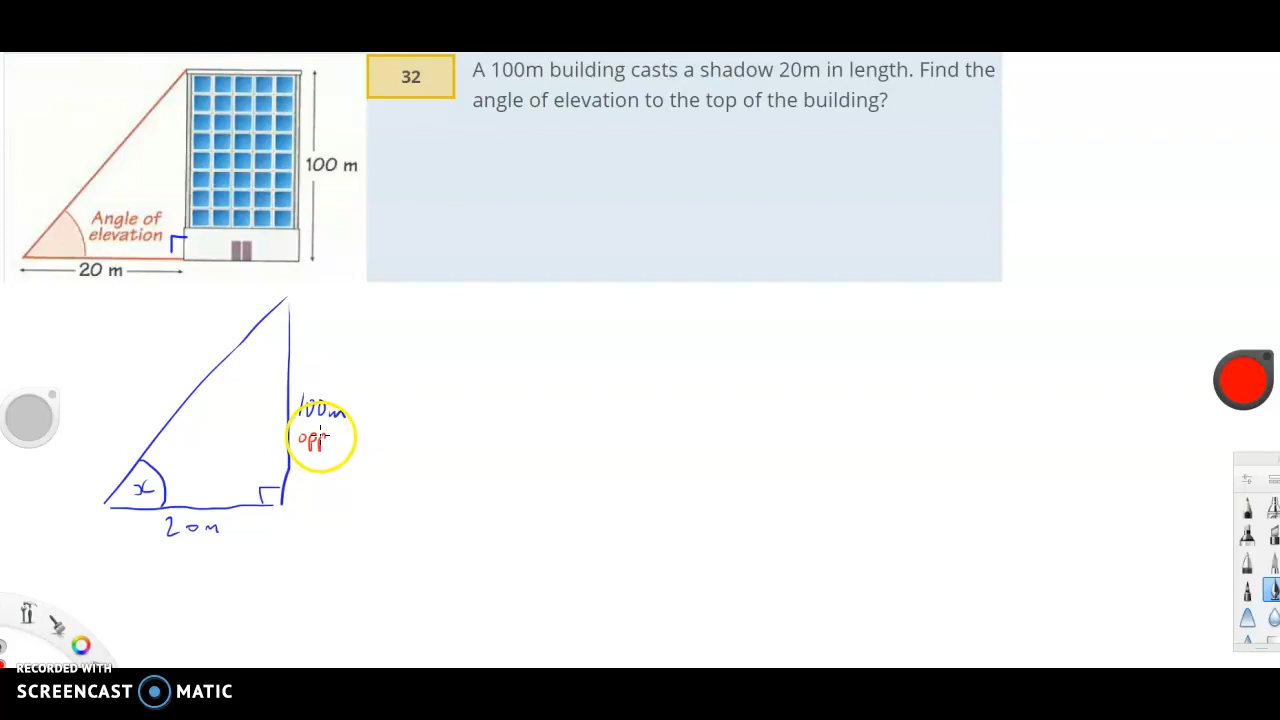 32
A 100m building casts a shadow 20m in length. Find the
angle of elevation to the top of the building?
100 m
Angle of
elevation
20 m
100m
opp
x
20m
RECORDED WITH
SCREENCAST MATIC